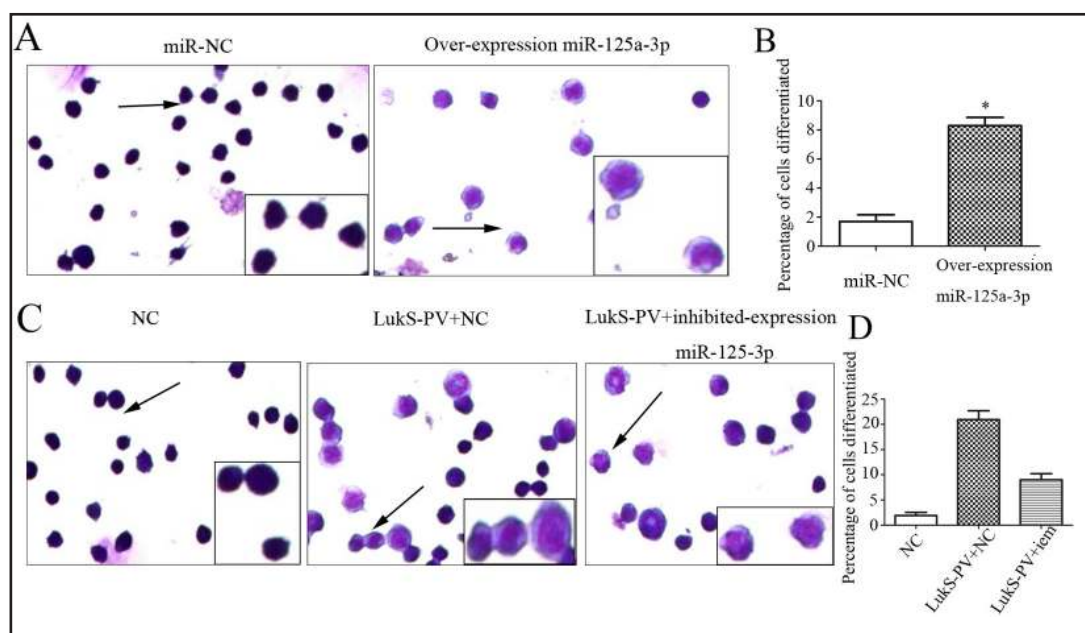 A
miR-NC
Over-expression miR-125a-3p
B
Percentage of cells differentiated
10
8
6
4
2
0
*
miR-NC
Over-expression
miR-125a-3p
C
NC
LukS-PV+NC
LukS-PV+inhibited-expression
miR-125-3p
D
Percentage of cells differentiated
25
20
15
10
5
0
NC
LukS-PV+NC
LukS-PV+iem